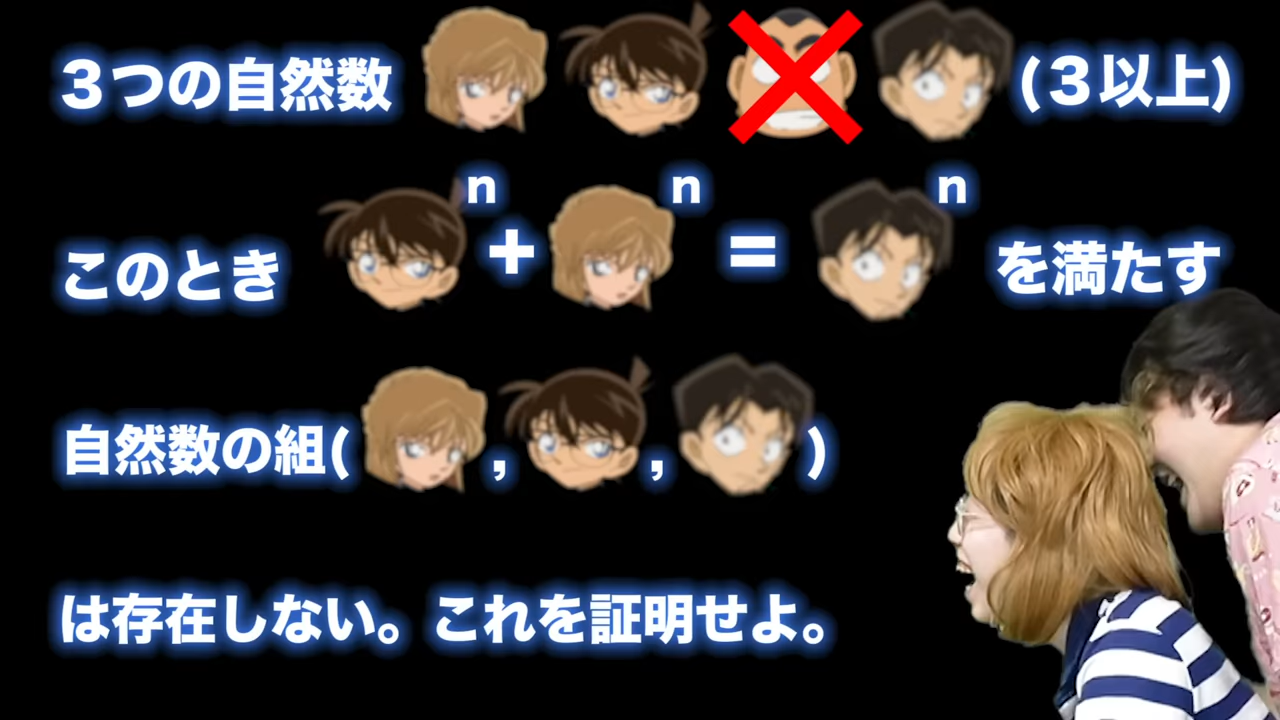 ３つの自然数 (３以上)
このとき n + n = n を満たす
自然数の組( , , )
は存在しない。これを証明せよ。